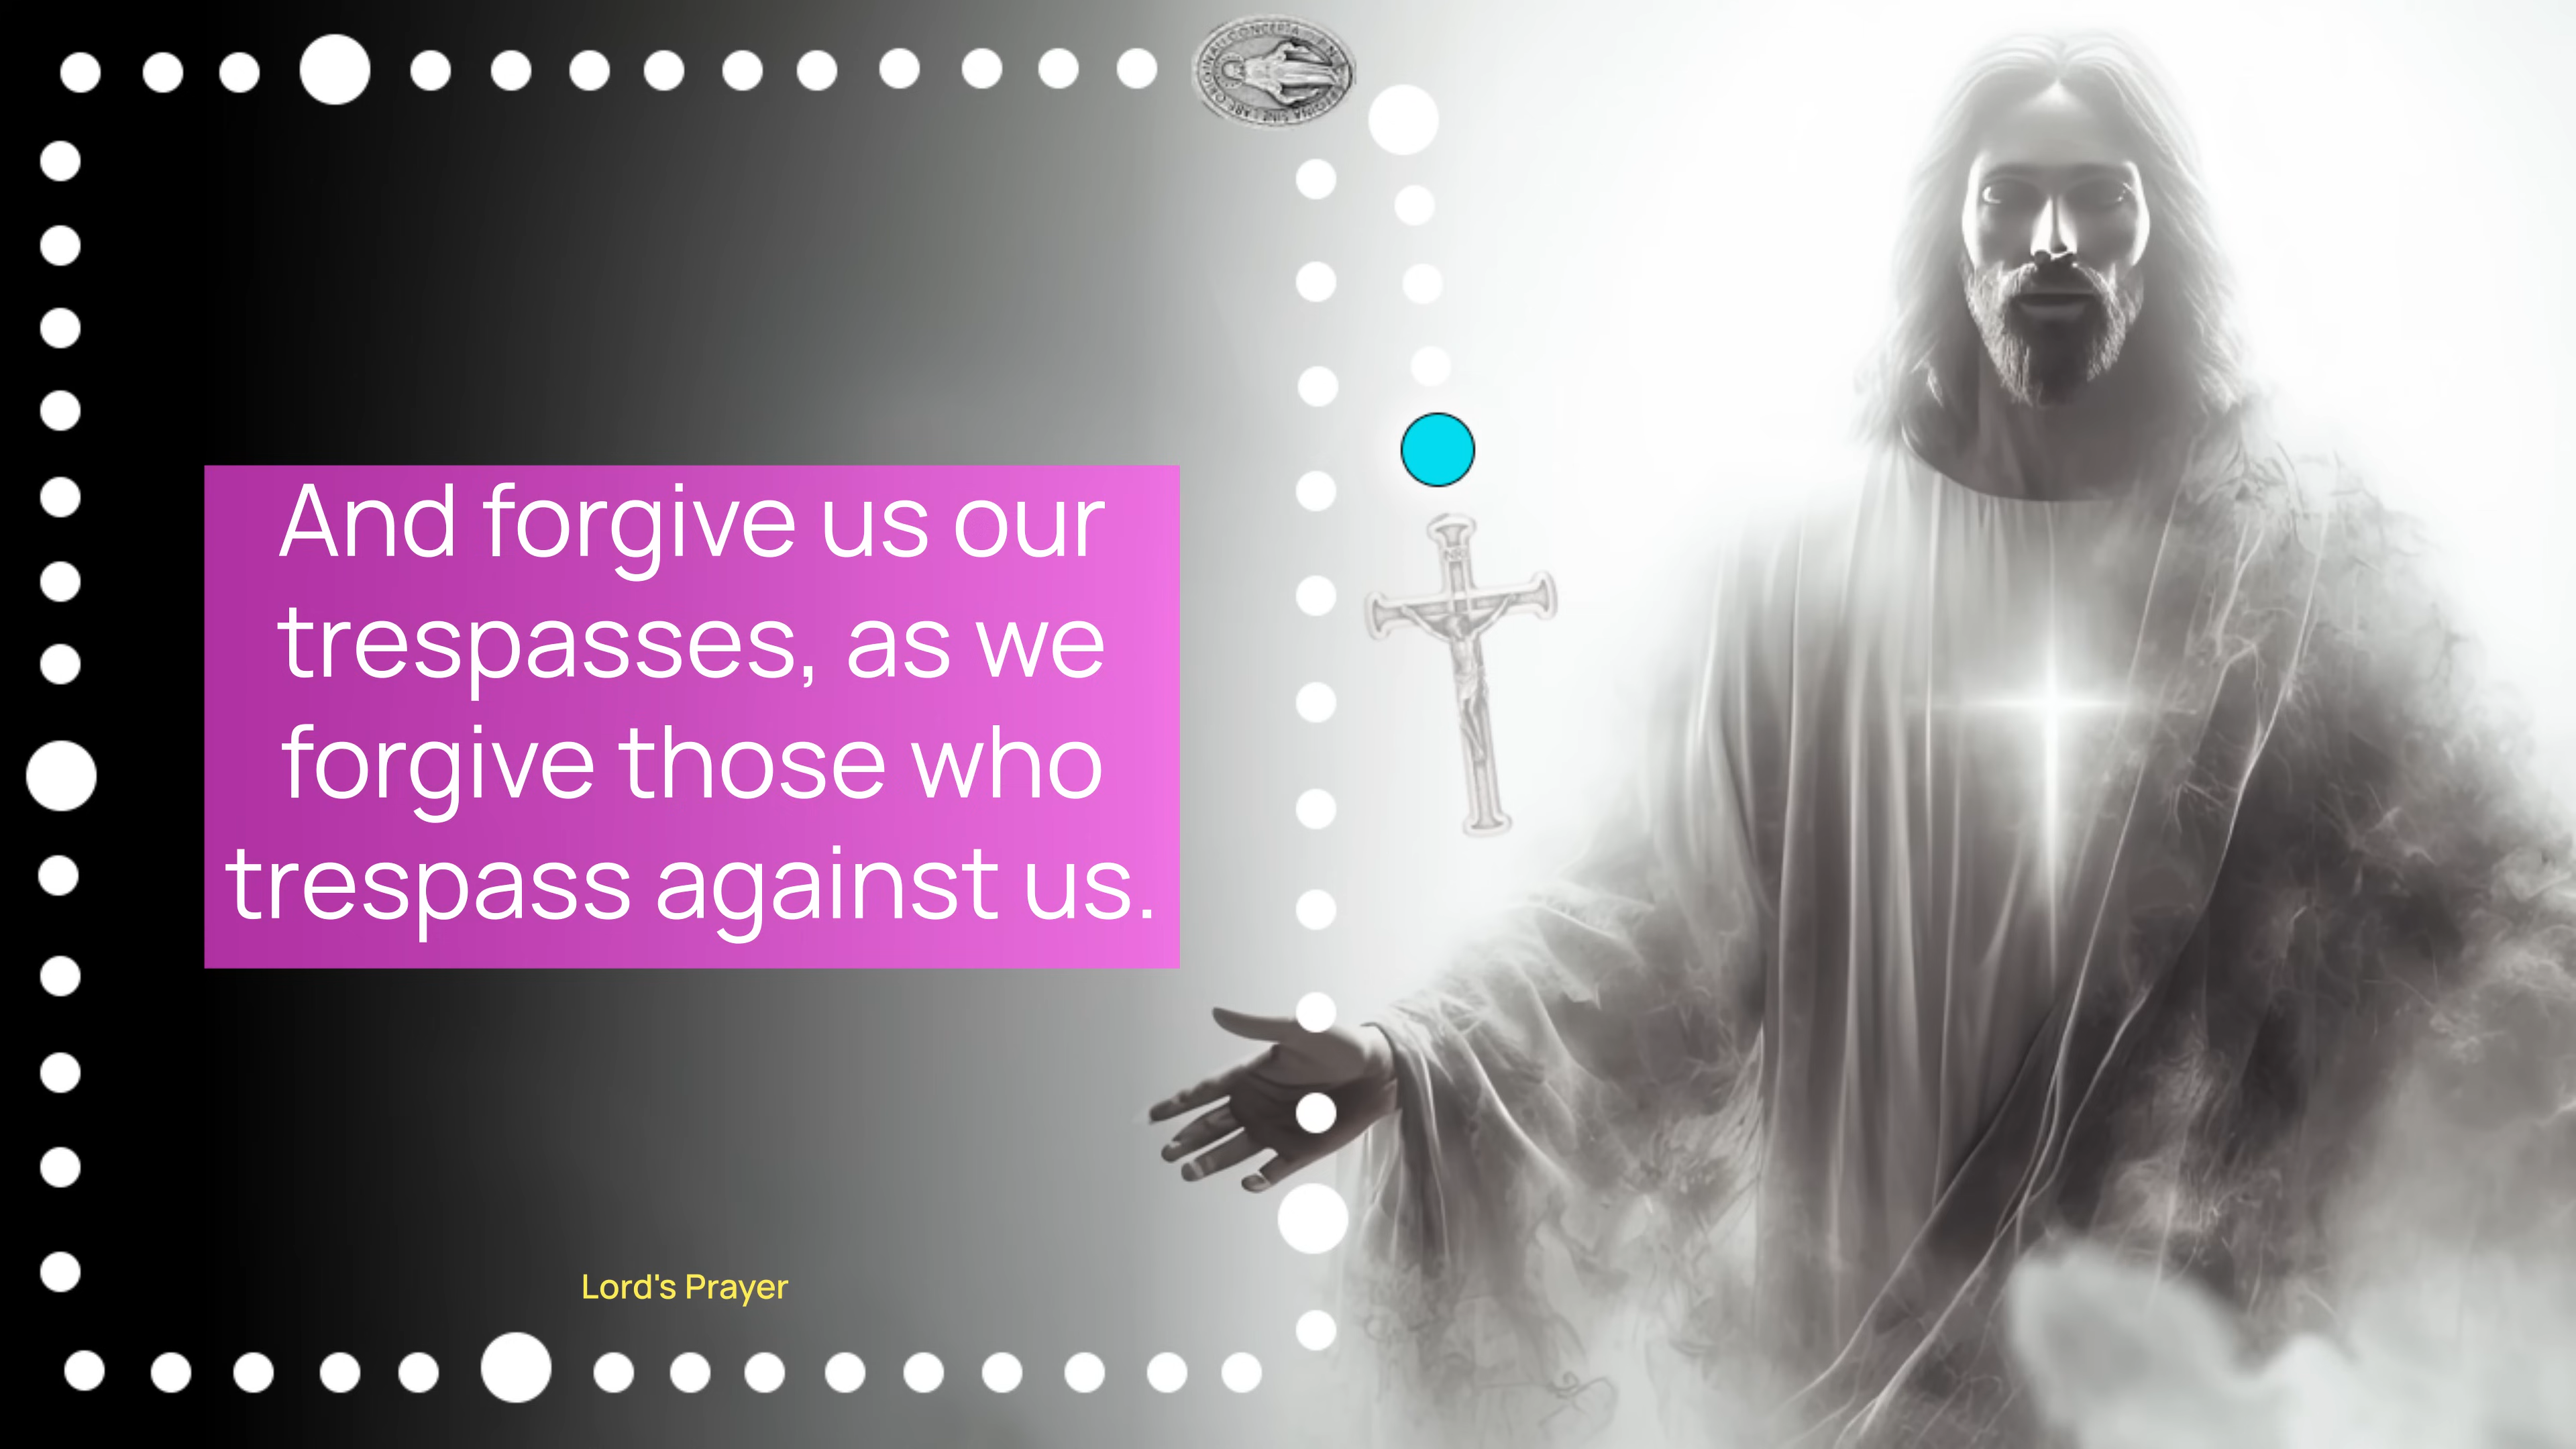 And forgive us our
trespasses, as we
forgive those who
trespass against us.
Lord's Prayer